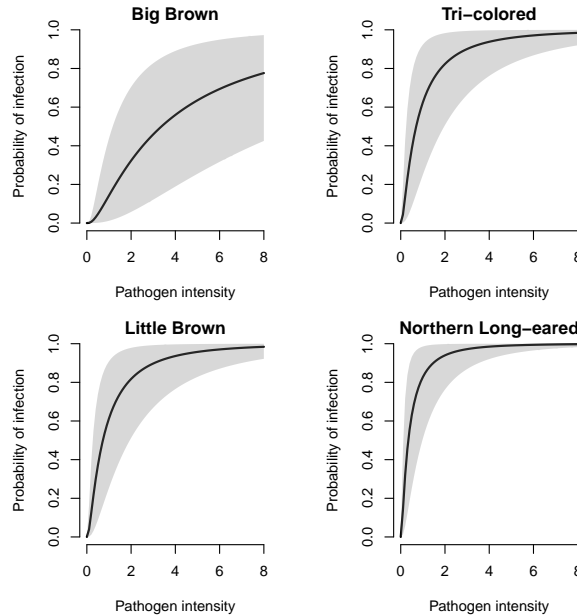 Big Brown
Probability of infection
0.0 0.2 0.4 0.6 0.8 1.0
0 2 4 6 8
Pathogen intensity
Tri−colored
Probability of infection
0.0 0.2 0.4 0.6 0.8 1.0
0 2 4 6 8
Pathogen intensity
Little Brown
Probability of infection
0.0 0.2 0.4 0.6 0.8 1.0
0 2 4 6 8
Pathogen intensity
Northern Long−eared
Probability of infection
0.0 0.2 0.4 0.6 0.8 1.0
0 2 4 6 8
Pathogen intensity